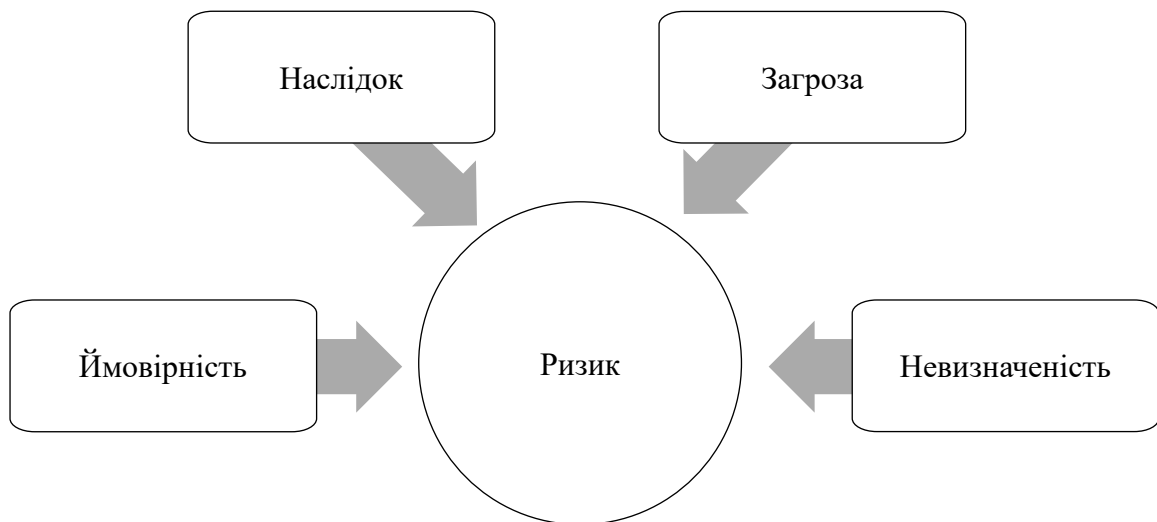 Наслідок
Загроза
Ймовірність
Ризик
Невизначеність